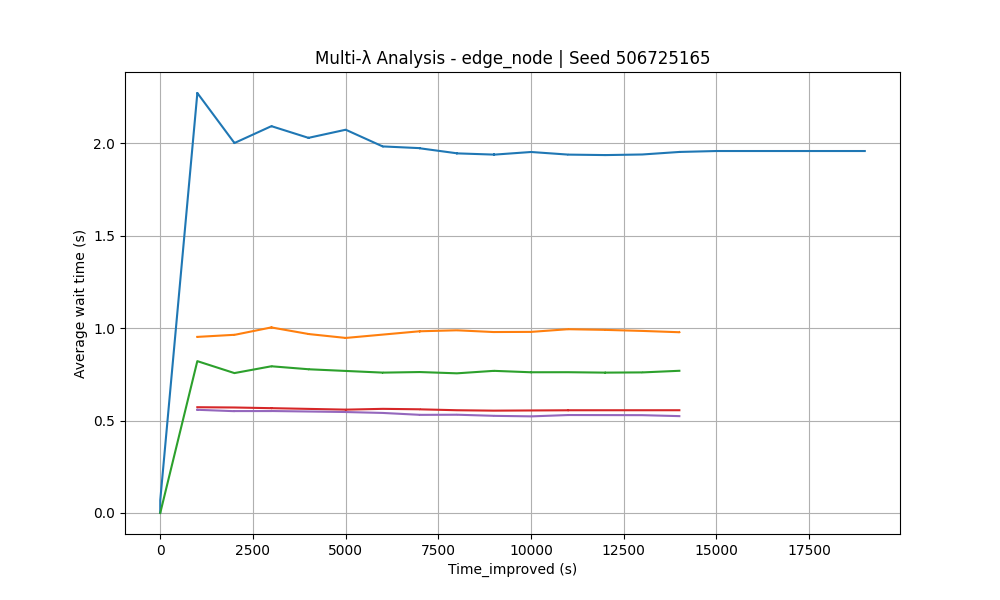 Multi-λ Analysis - edge_node | Seed 506725165
Average wait time (s)
2.0
1.5
1.0
0.5
0.0
0 2500 5000 7500 10000 12500 15000 17500
Time_improved (s)